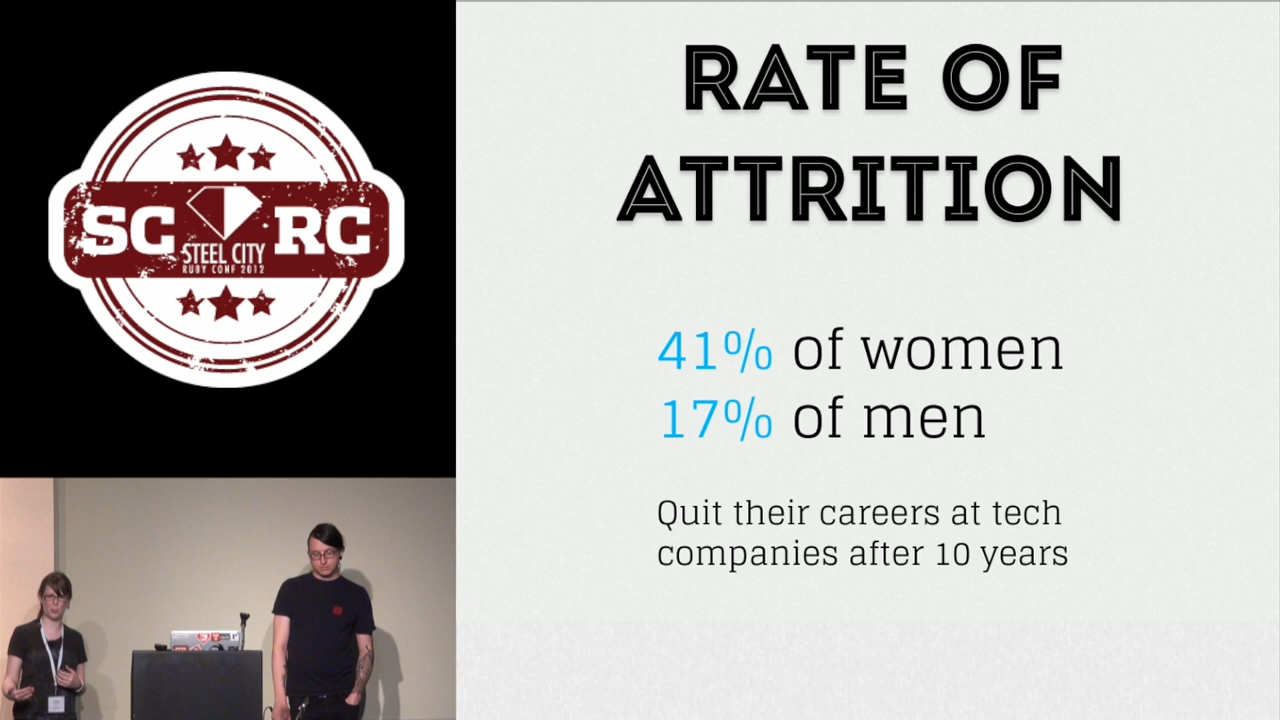 SC RC
STEEL CITY
RUBY CONF 2012
RATE OF
ATTRITION
41% of women
17% of men
Quit their careers at tech
companies after 10 years